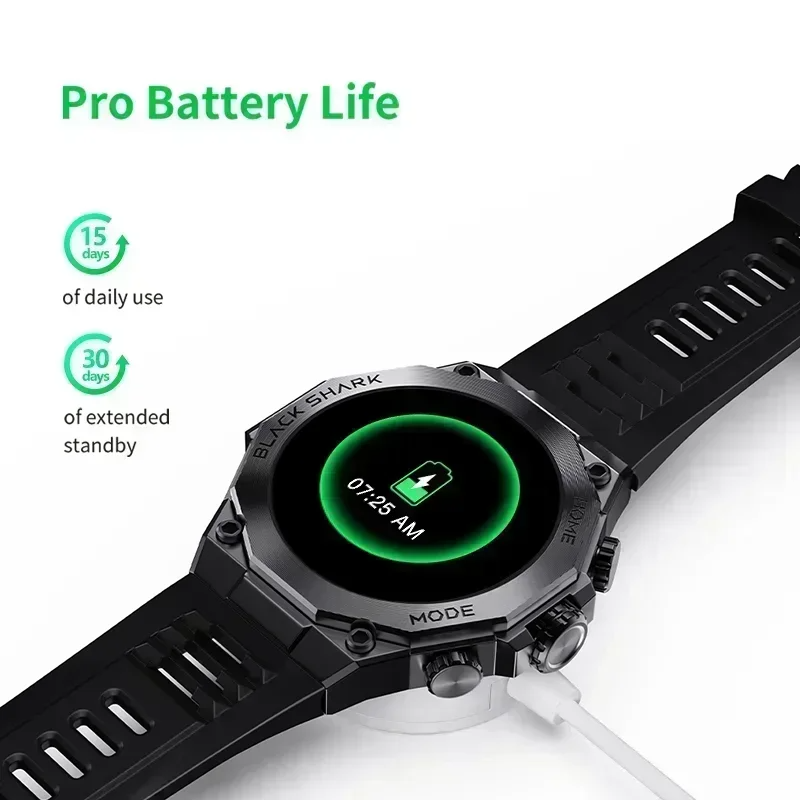 Pro Battery Life
15
days
of daily use
30
days
of extended
standby
BLACK SHARK
07:25 AM
HOME
MODE